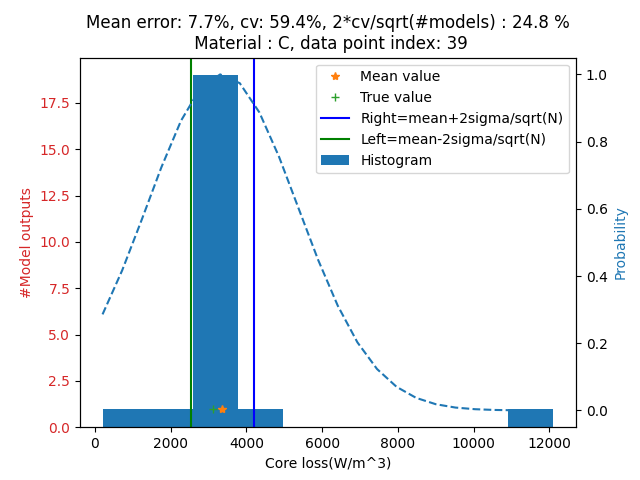 Mean error: 7.7%, cv: 59.4%, 2*cv/sqrt(#models) : 24.8 %
Material : C, data point index: 39
Mean value
True value
Right=mean+2sigma/sqrt(N)
Left=mean-2sigma/sqrt(N)
Histogram
#Model outputs
17.5
15.0
12.5
10.0
7.5
5.0
2.5
0.0
1.0
0.8
0.6
0.4
0.2
0.0
Probability
0 2000 4000 6000 8000 10000 12000
Core loss(W/m^3)